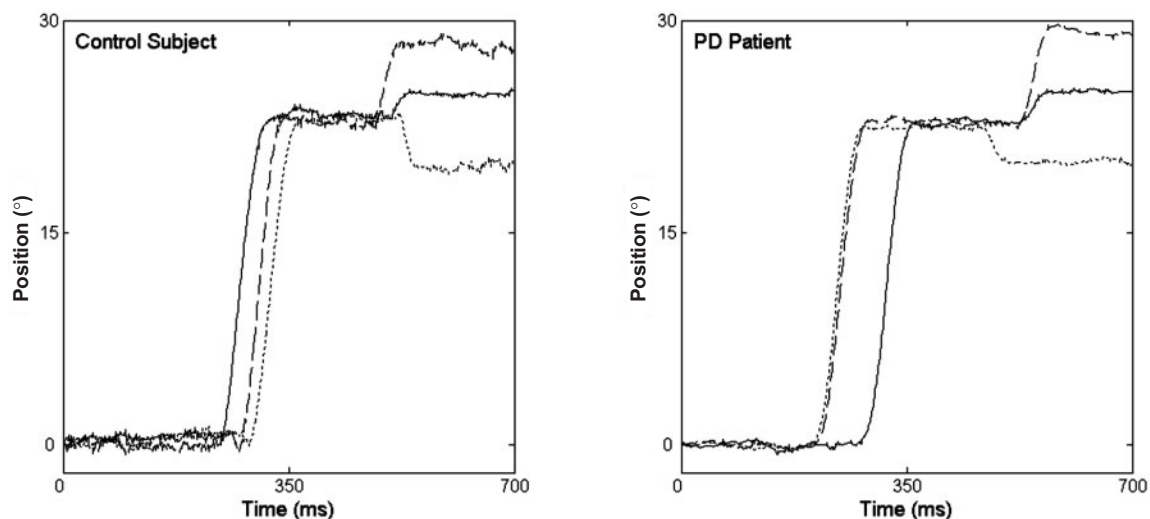 Control Subject
Position (°)
30
15
0
0 350 700
Time (ms)
PD Patient
Position (°)
30
15
0
0 350 700
Time (ms)